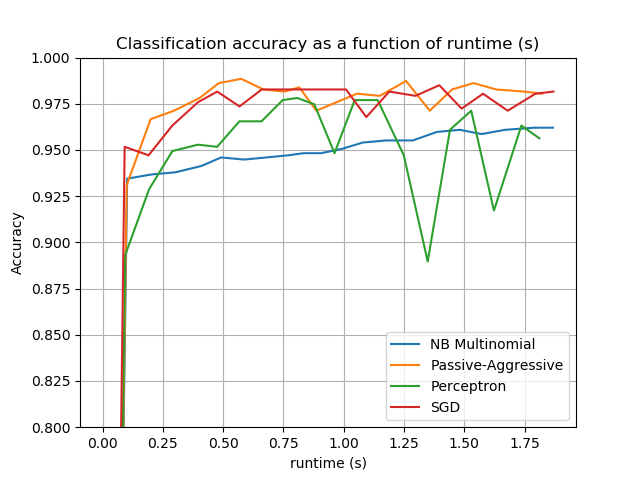 Classification accuracy as a function of runtime (s)
1.000
0.975
0.950
0.925
0.900
0.875
0.850
0.825
0.800
Accuracy
NB Multinomial
Passive-Aggressive
Perceptron
SGD
0.00 0.25 0.50 0.75 1.00 1.25 1.50 1.75
runtime (s)